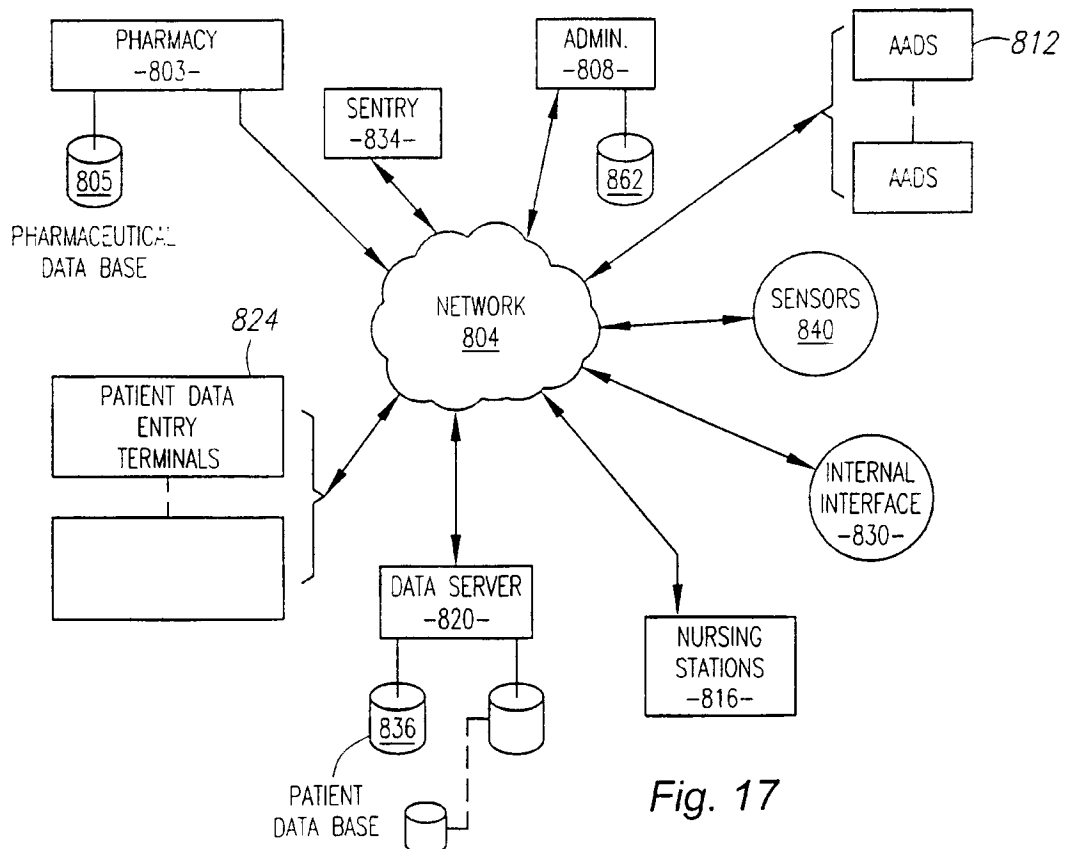 PHARMACY
-803-
805
PHARMACEUTICAL
DATA BASE
SENTRY
-834-
ADMIN.
-808-
862
AADS
812
AADS
NETWORK
804
SENSORS
840
INTERNAL
INTERFACE
-830-
824
PATIENT DATA
ENTRY
TERMINALS
DATA SERVER
-820-
836
PATIENT
DATA BASE
NURSING
STATIONS
-816-
Fig. 17